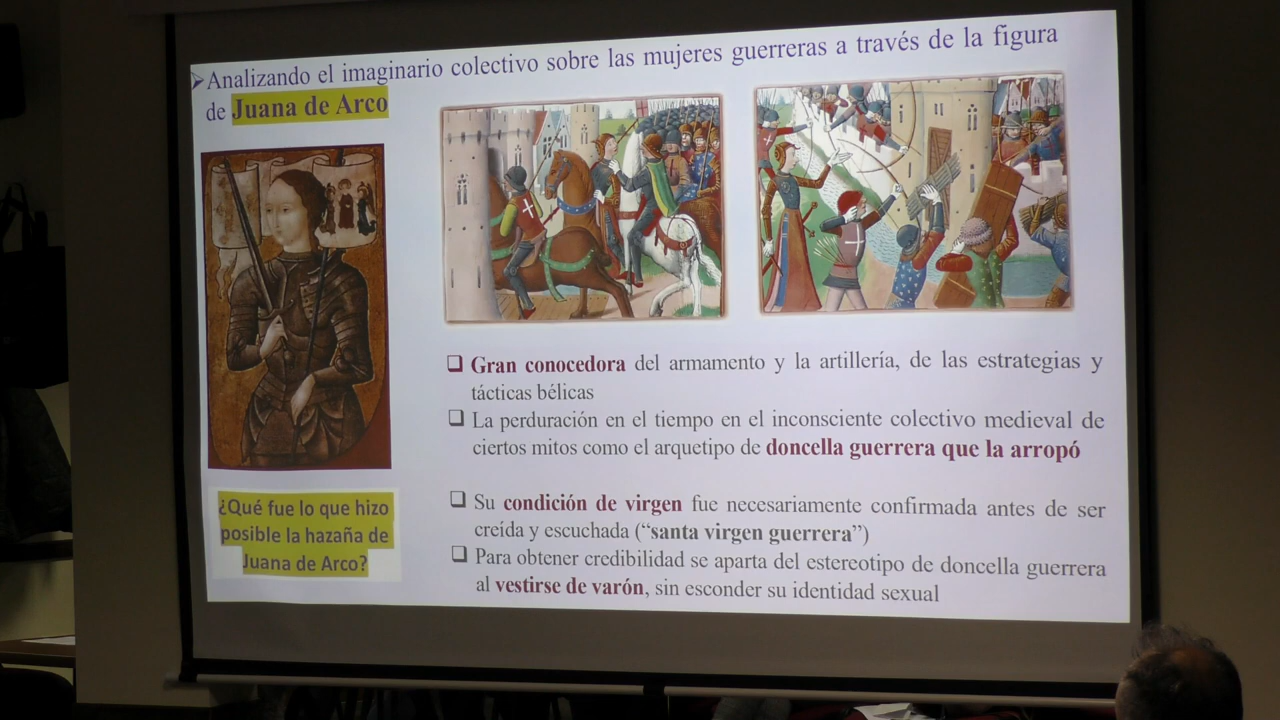 ➢Analizando el imaginario colectivo sobre las mujeres guerreras a través de la figura
de Juana de Arco
❑ Gran conocedora del armamento y la artillería, de las estrategias y
tácticas bélicas
❑ La perduración en el tiempo en el inconsciente colectivo medieval de
ciertos mitos como el arquetipo de doncella guerrera que la arropó
❑ Su condición de virgen fue necesariamente confirmada antes de ser
creída y escuchada (“santa virgen guerrera”)
❑ Para obtener credibilidad se aparta del estereotipo de doncella guerrera
al vestirse de varón, sin esconder su identidad sexual
¿Qué fue lo que hizo
posible la hazaña de
Juana de Arco?